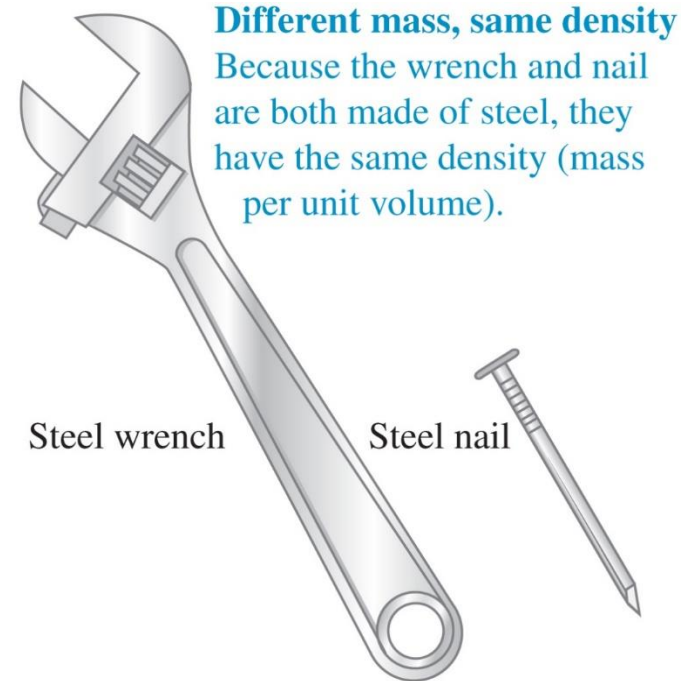 Different mass, same density
Because the wrench and nail
are both made of steel, they
have the same density (mass
per unit volume).
Steel wrench
Steel nail